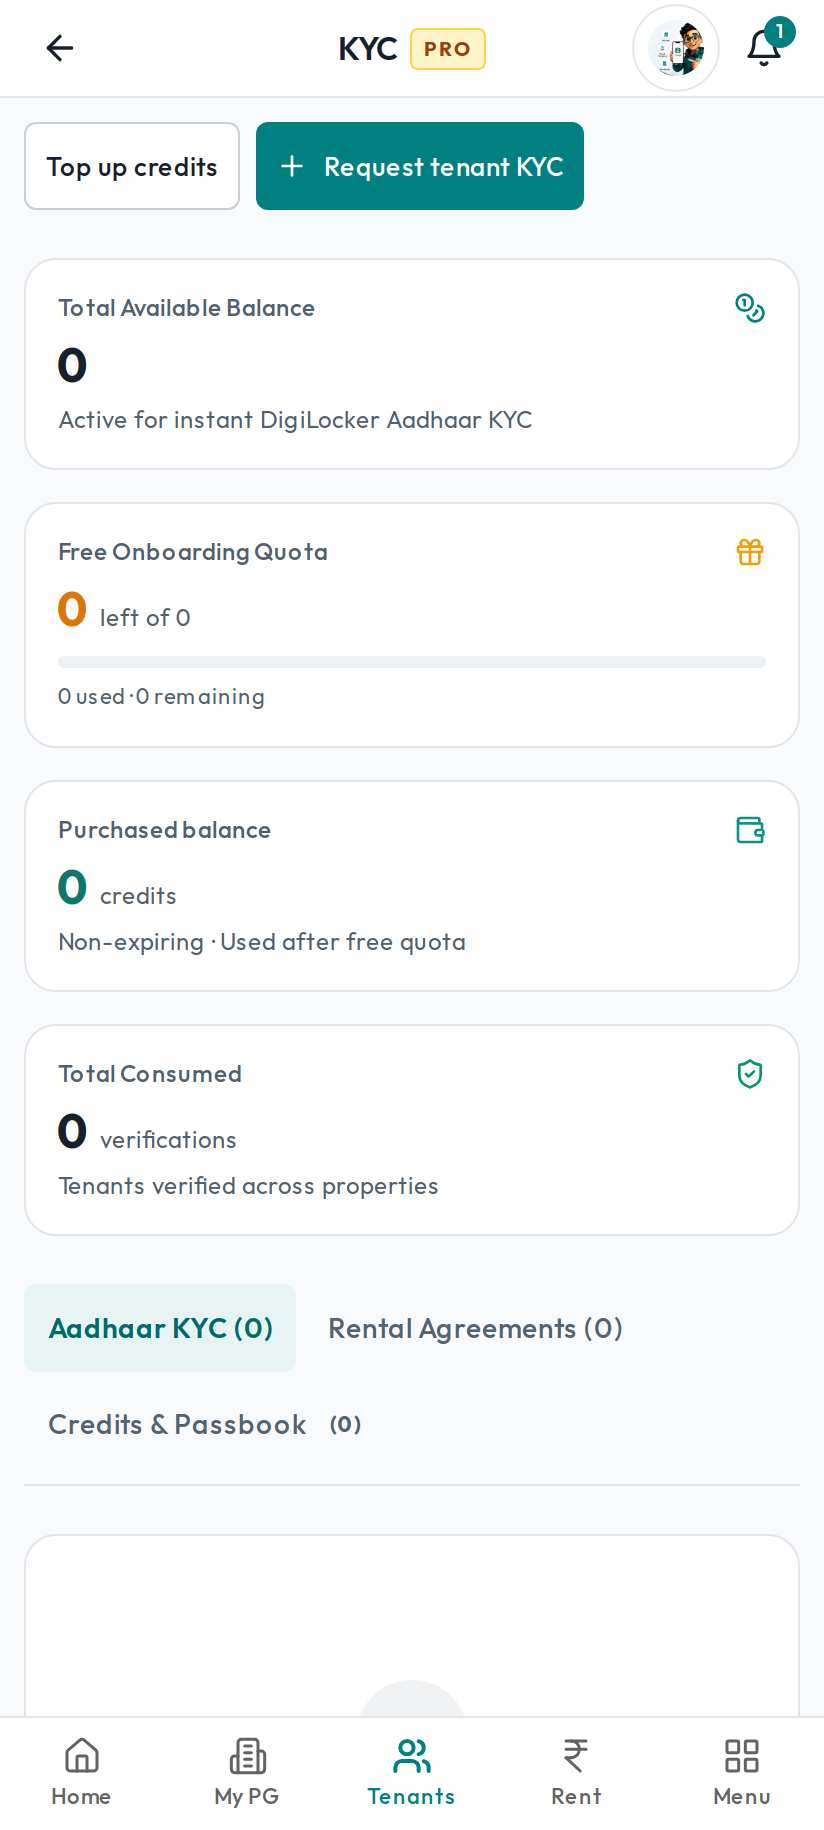 KYC PRO
1
Top up credits
Request tenant KYC
Total Available Balance
0
Active for instant DigiLocker Aadhaar KYC
Free Onboarding Quota
0 left of 0
0 used · 0 remaining
Purchased balance
0 credits
Non-expiring · Used after free quota
Total Consumed
0 verifications
Tenants verified across properties
Aadhaar KYC (0)
Rental Agreements (0)
Credits & Passbook (0)
Home
My PG
Tenants
Rent
Menu